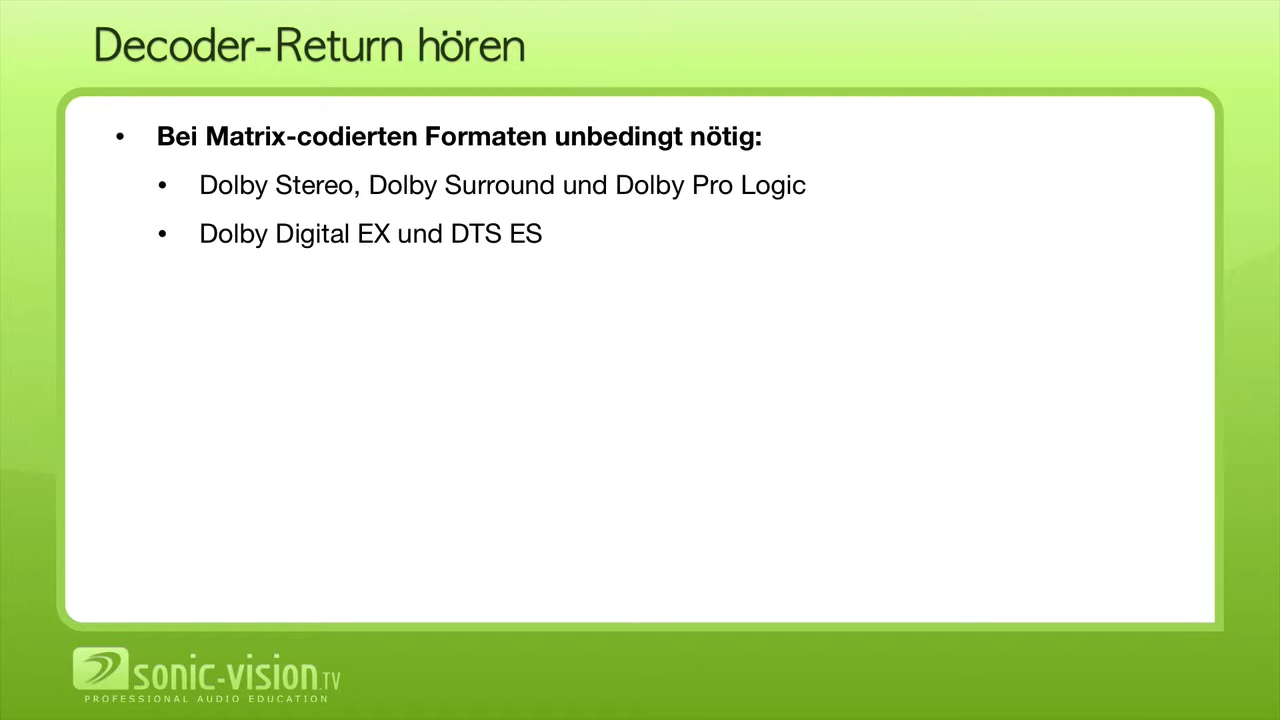 Decoder-Return hören
• Bei Matrix-codierten Formaten unbedingt nötig:
• Dolby Stereo, Dolby Surround und Dolby Pro Logic
• Dolby Digital EX und DTS ES
sonic-vision.TV
PROFESSIONAL AUDIO EDUCATION